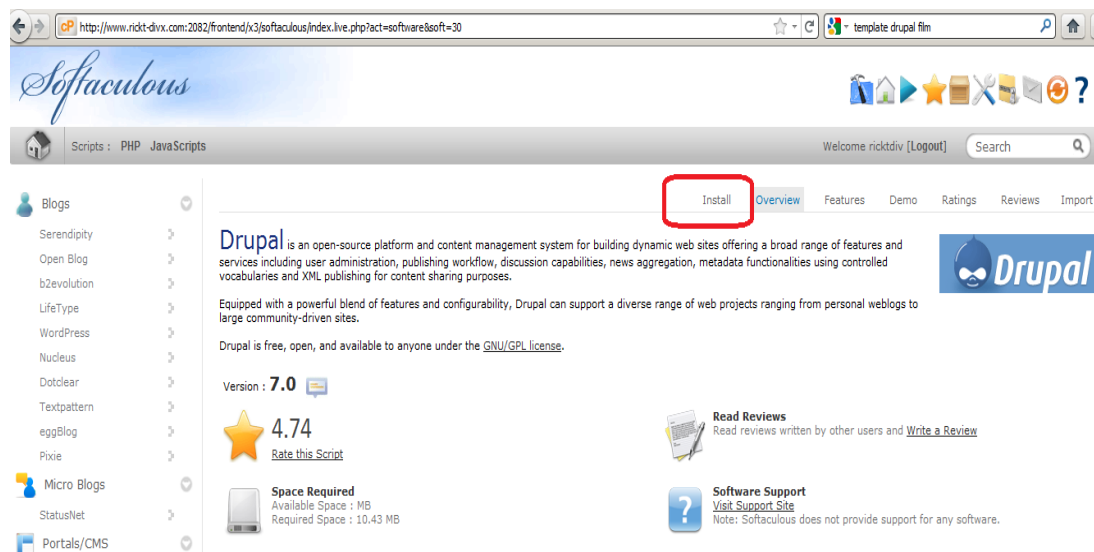 cP http://www.rickt-divx.com:2082/frontend/x3/softaculous/index.live.php?act=software&soft=30
template drupal film
Softaculous
?
Scripts : PHP JavaScripts
Welcome ricktdiv [Logout]
Search
Blogs
Serendipity
Open Blog
b2evolution
LifeType
WordPress
Nucleus
Dotclear
Textpattern
eggBlog
Pixie
Micro Blogs
StatusNet
Portals/CMS
Install Overview Features Demo Ratings Reviews Import
Drupal is an open-source platform and content management system for building dynamic web sites offering a broad range of features and
services including user administration, publishing workflow, discussion capabilities, news aggregation, metadata functionalities using controlled
vocabularies and XML publishing for content sharing purposes.
Drupal
Equipped with a powerful blend of features and configurability, Drupal can support a diverse range of web projects ranging from personal weblogs to
large community-driven sites.
Drupal is free, open, and available to anyone under the GNU/GPL license.
Version : 7.0
4.74
Rate this Script
Read Reviews
Read reviews written by other users and Write a Review
Space Required
Available Space : MB
Required Space : 10.43 MB
?
Software Support
Visit Support Site
Note: Softaculous does not provide support for any software.